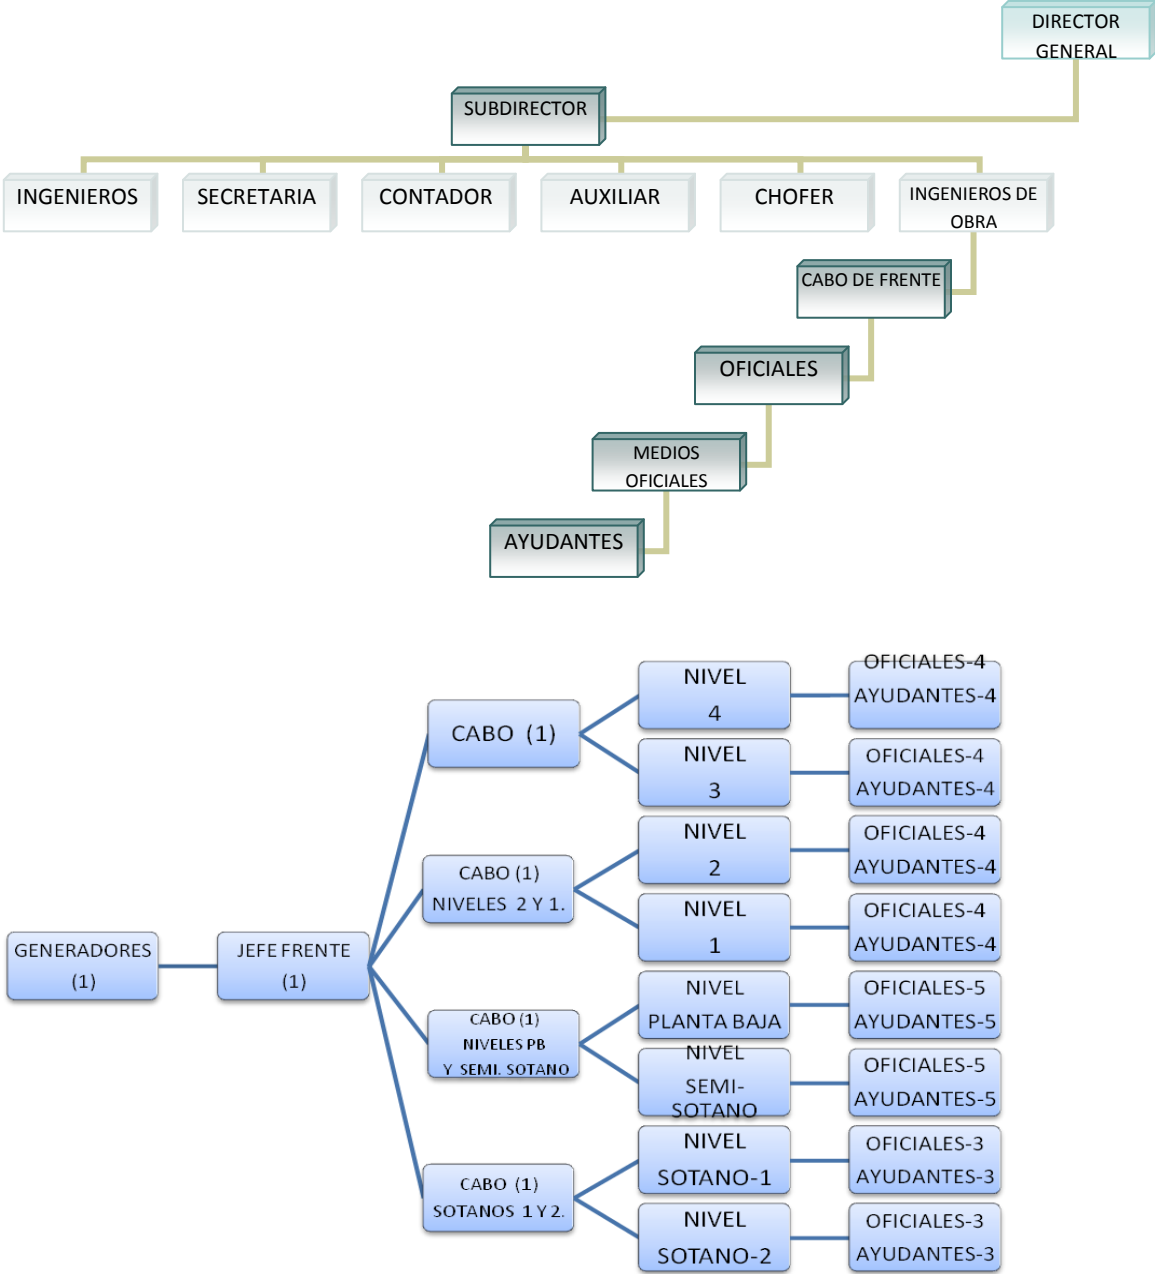 DIRECTOR
GENERAL
SUBDIRECTOR
INGENIEROS
SECRETARIA
CONTADOR
AUXILIAR
CHOFER
INGENIEROS DE
OBRA
CABO DE FRENTE
OFICIALES
MEDIOS
OFICIALES
AYUDANTES
GENERADORES
(1)
JEFE FRENTE
(1)
CABO (1)
NIVEL
4
OFICIALES-4
AYUDANTES-4
NIVEL
3
OFICIALES-4
AYUDANTES-4
CABO (1)
NIVELES 2 Y 1.
NIVEL
2
OFICIALES-4
AYUDANTES-4
NIVEL
1
OFICIALES-4
AYUDANTES-4
CABO (1)
NIVELES PB
Y SEMI. SOTANO
NIVEL
PLANTA BAJA
OFICIALES-5
AYUDANTES-5
NIVEL
SEMI-
SOTANO
OFICIALES-5
AYUDANTES-5
CABO (1)
SOTANOS 1 Y 2.
NIVEL
SOTANO-1
OFICIALES-3
AYUDANTES-3
NIVEL
SOTANO-2
OFICIALES-3
AYUDANTES-3